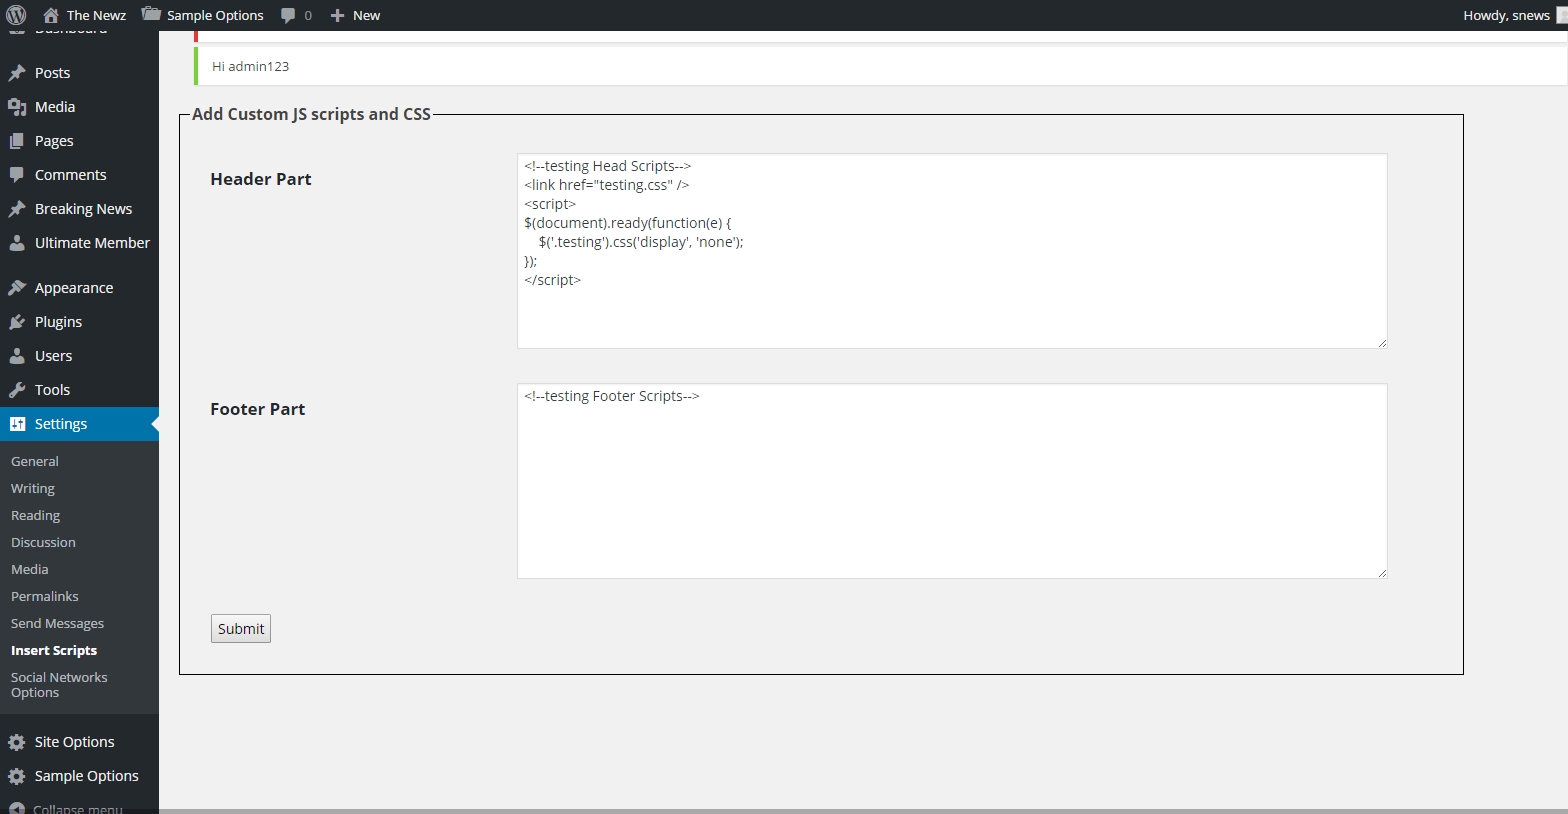 The Newz
Sample Options
0
New
Howdy, snews
Dashboard
Posts
Media
Pages
Comments
Breaking News
Ultimate Member
Appearance
Plugins
Users
Tools
Settings
General
Writing
Reading
Discussion
Media
Permalinks
Send Messages
Insert Scripts
Social Networks
Options
Site Options
Sample Options
Collapse menu
Hi admin123
Add Custom JS scripts and CSS
Header Part
<!--testing Head Scripts-->
<link href="testing.css" />
<script>
$(document).ready(function(e) {
    $('.testing').css('display', 'none');
});
</script>
Footer Part
<!--testing Footer Scripts-->
Submit